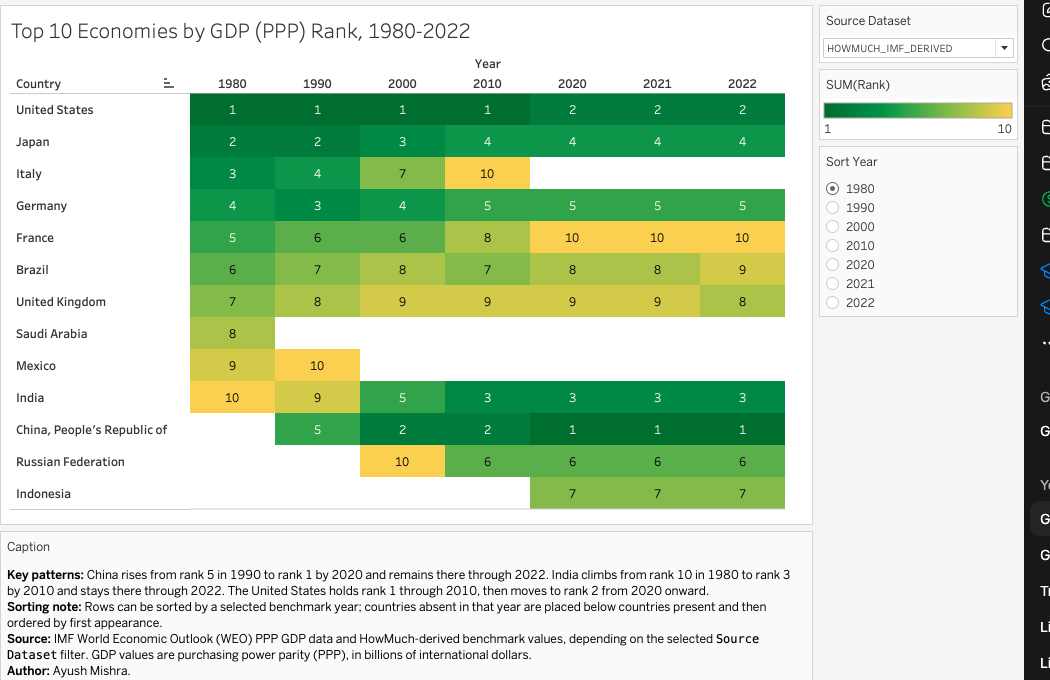 Top 10 Economies by GDP (PPP) Rank, 1980-2022
Year
Country 1980 1990 2000 2010 2020 2021 2022
United States 1 1 1 1 2 2 2
Japan 2 2 3 4 4 4 4
Italy 3 4 7 10
Germany 4 3 4 5 5 5 5
France 5 6 6 8 10 10 10
Brazil 6 7 8 7 8 8 9
United Kingdom 7 8 9 9 9 9 8
Saudi Arabia 8
Mexico 9 10
India 10 9 5 3 3 3 3
China, People's Republic of 5 2 2 1 1 1
Russian Federation 10 6 6 6 6
Indonesia 7 7 7
Source Dataset
HOWMUCH_IMF_DERIVED
SUM(Rank)
1 10
Sort Year
1980
1990
2000
2010
2020
2021
2022
Caption
Key patterns: China rises from rank 5 in 1990 to rank 1 by 2020 and remains there through 2022. India climbs from rank 10 in 1980 to rank 3
by 2010 and stays there through 2022. The United States holds rank 1 through 2010, then moves to rank 2 from 2020 onward.
Sorting note: Rows can be sorted by a selected benchmark year; countries absent in that year are placed below countries present and then
ordered by first appearance.
Source: IMF World Economic Outlook (WEO) PPP GDP data and HowMuch-derived benchmark values, depending on the selected Source
Dataset filter. GDP values are purchasing power parity (PPP), in billions of international dollars.
Author: Ayush Mishra.